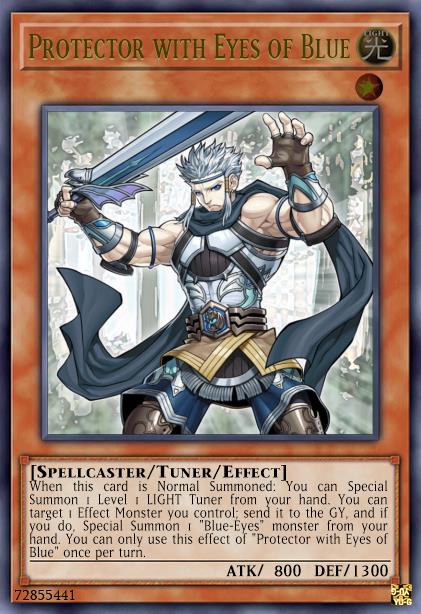 PROTECTOR WITH EYES OF BLUE
LIGHT
光
[SPELLCASTER/TUNER/EFFECT]
When this card is Normal Summoned: You can Special
Summon 1 Level 1 LIGHT Tuner from your hand. You can
target 1 Effect Monster you control; send it to the GY, and if
you do, Special Summon 1 "Blue-Eyes" monster from your
hand. You can only use this effect of "Protector with Eyes of
Blue" once per turn.
ATK/ 800 DEF/1300
72855441